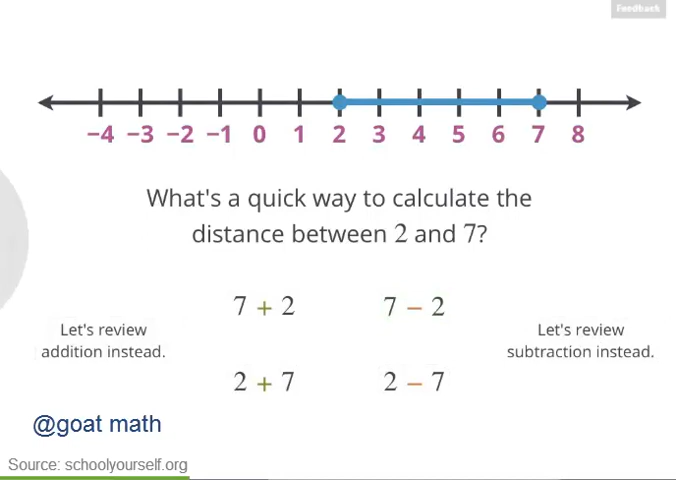 Feedback
−4 −3 −2 −1 0 1 2 3 4 5 6 7 8
What's a quick way to calculate the
distance between 2 and 7?
7 + 2
7 − 2
Let's review
addition instead.
Let's review
subtraction instead.
2 + 7
2 − 7
@goat math
Source: schoolyourself.org